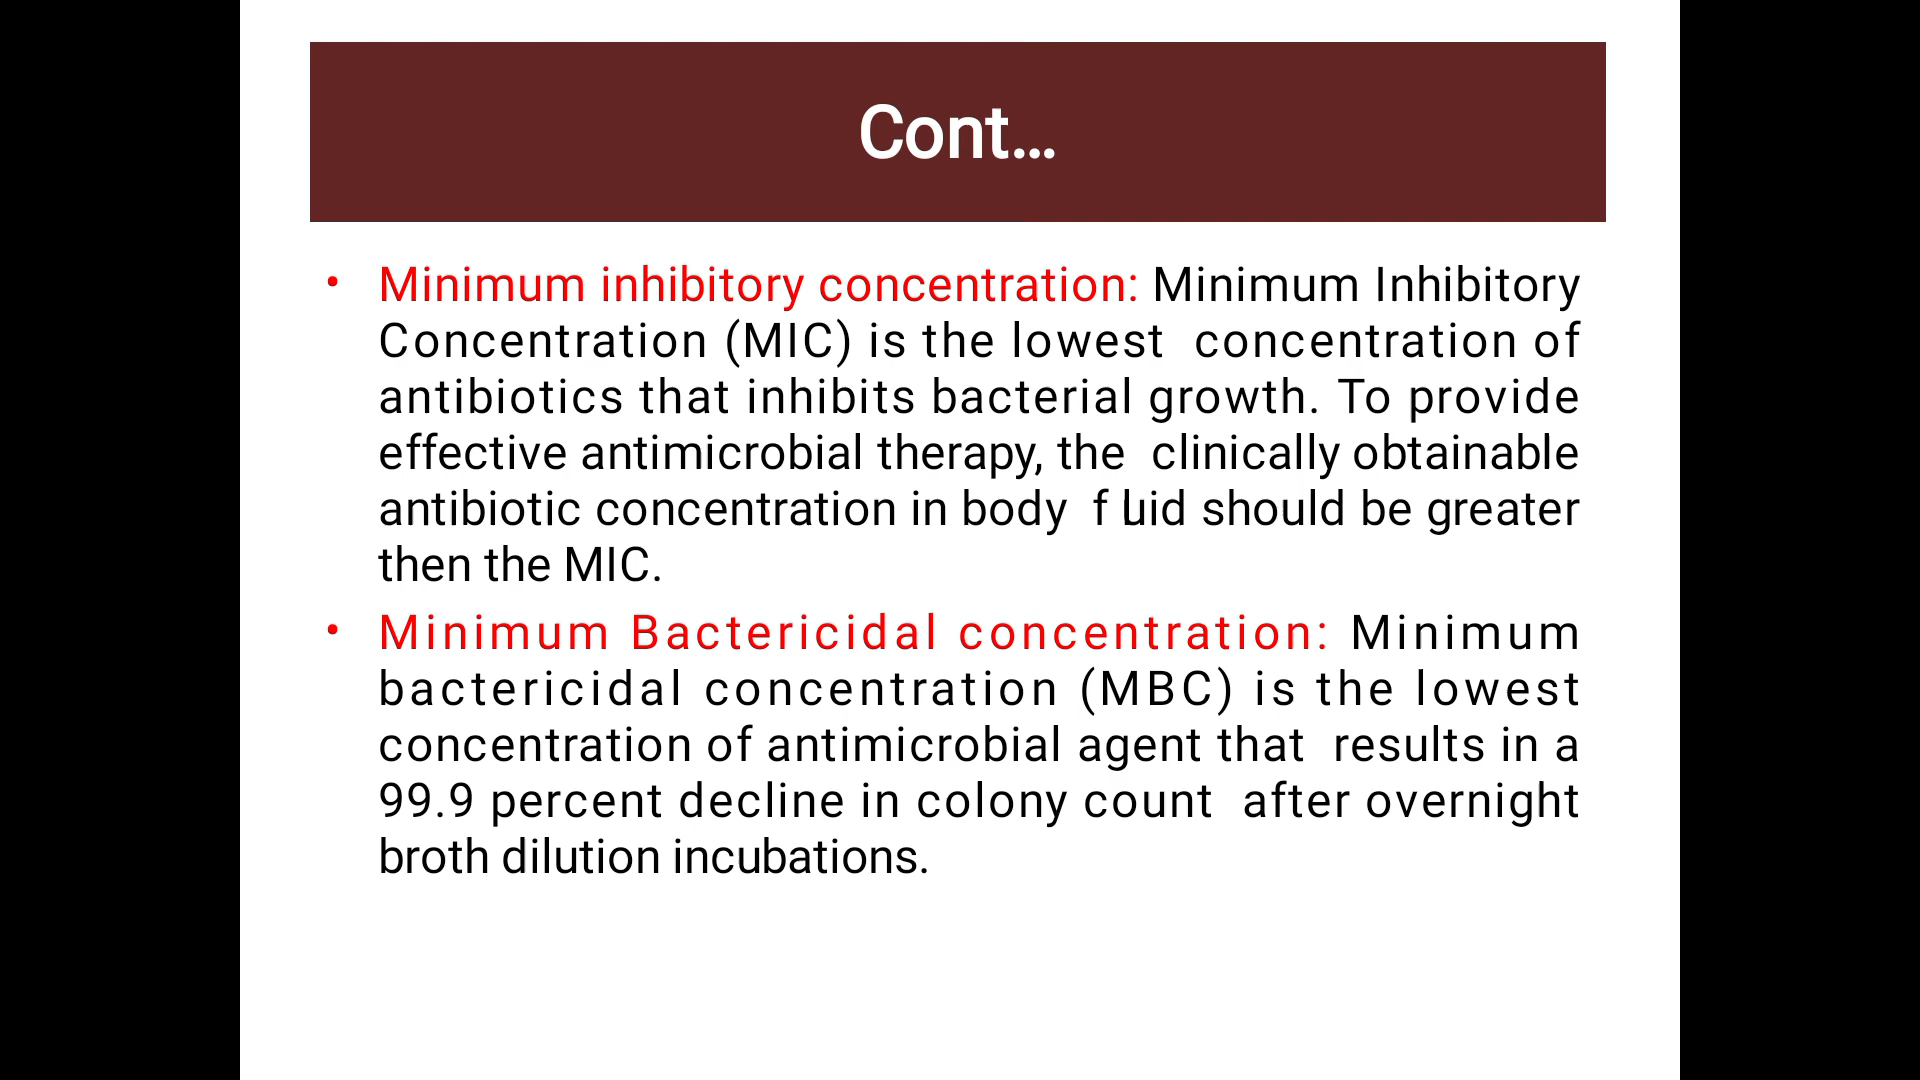 Cont...
• Minimum inhibitory concentration: Minimum Inhibitory
Concentration (MIC) is the lowest concentration of
antibiotics that inhibits bacterial growth. To provide
effective antimicrobial therapy, the clinically obtainable
antibiotic concentration in body f luid should be greater
then the MIC.
• Minimum Bactericidal concentration: Minimum
bactericidal concentration (MBC) is the lowest
concentration of antimicrobial agent that results in a
99.9 percent decline in colony count after overnight
broth dilution incubations.